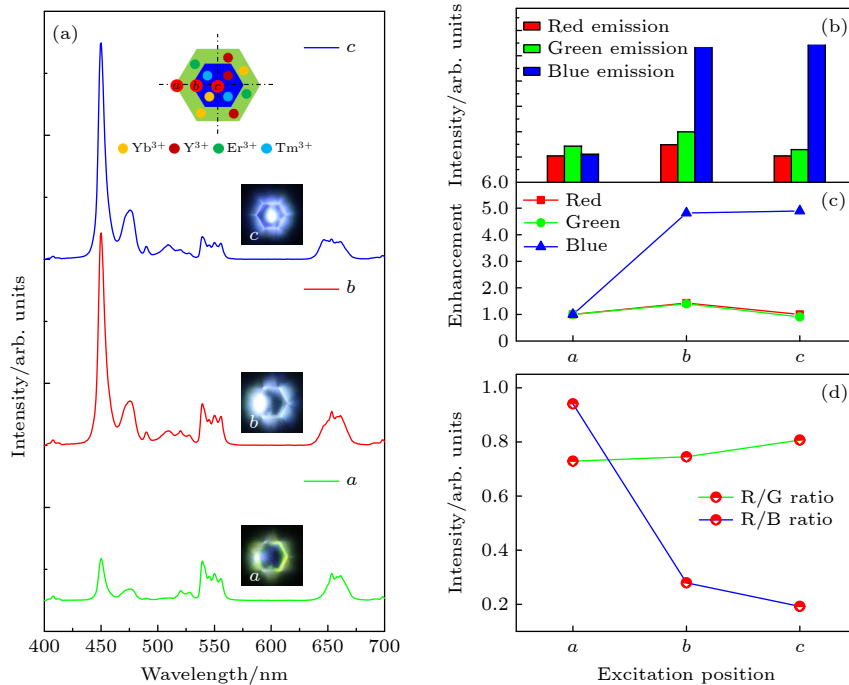 (a)
c
a b c
Yb³⁺ Y³⁺ Er³⁺ Tm³⁺
c
b
b
a
a
Intensity/arb. units
400 450 500 550 600 650 700
Wavelength/nm
(b)
Red emission
Green emission
Blue emission
Intensity/arb. units
6.0
(c)
Red
Green
Blue
5.0
4.0
3.0
2.0
1.0
0
Enhancement
a b c
(d)
1.0
0.8
0.6
0.4
0.2
R/G ratio
R/B ratio
Intensity/arb. units
a b c
Excitation position